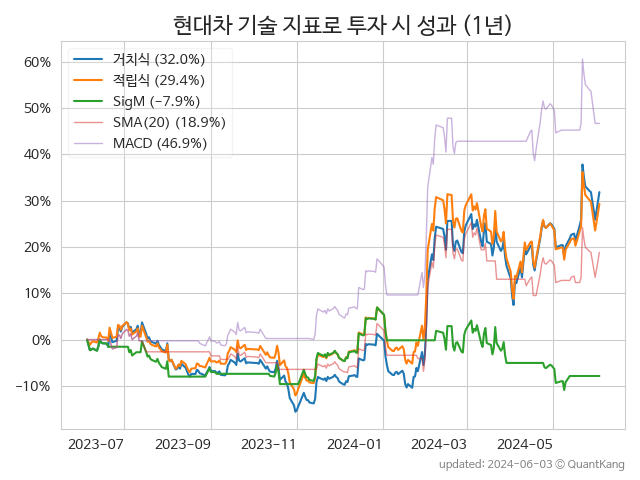 현대차 기술 지표로 투자 시 성과 (1년)
거치식 (32.0%)
적립식 (29.4%)
SigM (−7.9%)
SMA(20) (18.9%)
MACD (46.9%)
60%
50%
40%
30%
20%
10%
0%
−10%
2023-07 2023-09 2023-11 2024-01 2024-03 2024-05
updated: 2024-06-03 ⓒ QuantKang